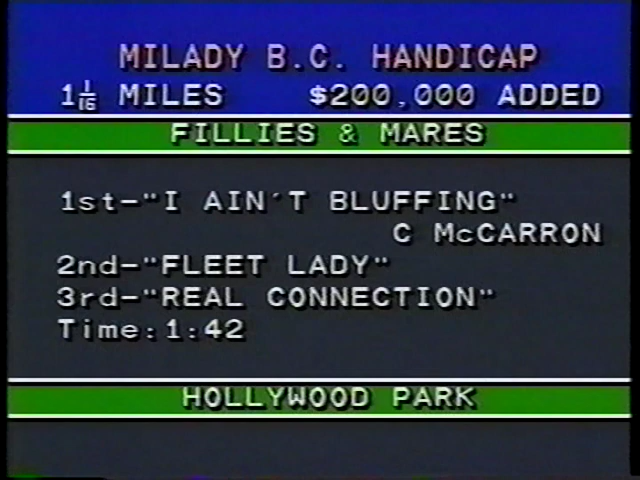 MILADY B.C. HANDICAP
1 1/16 MILES $200,000 ADDED
FILLIES & MARES
1st-"I AIN'T BLUFFING"
C McCARRON
2nd-"FLEET LADY"
3rd-"REAL CONNECTION"
Time:1:42
HOLLYWOOD PARK